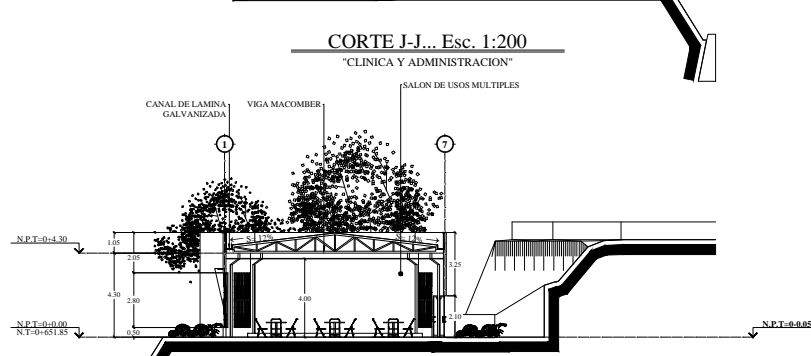 CORTE J-J... Esc. 1:200
"CLINICA Y ADMINISTRACION"
SALON DE USOS MULTIPLES
CANAL DE LAMINA
GALVANIZADA
VIGA MACOMBER
1
7
N.P.T=0+4.30
1.05
2.05
S= 12%
S= 12%
3.25
4.30
2.80
4.00
2.10
0.50
N.P.T=0+0.00
N.T=0+651.85
N.P.T=0-0.05